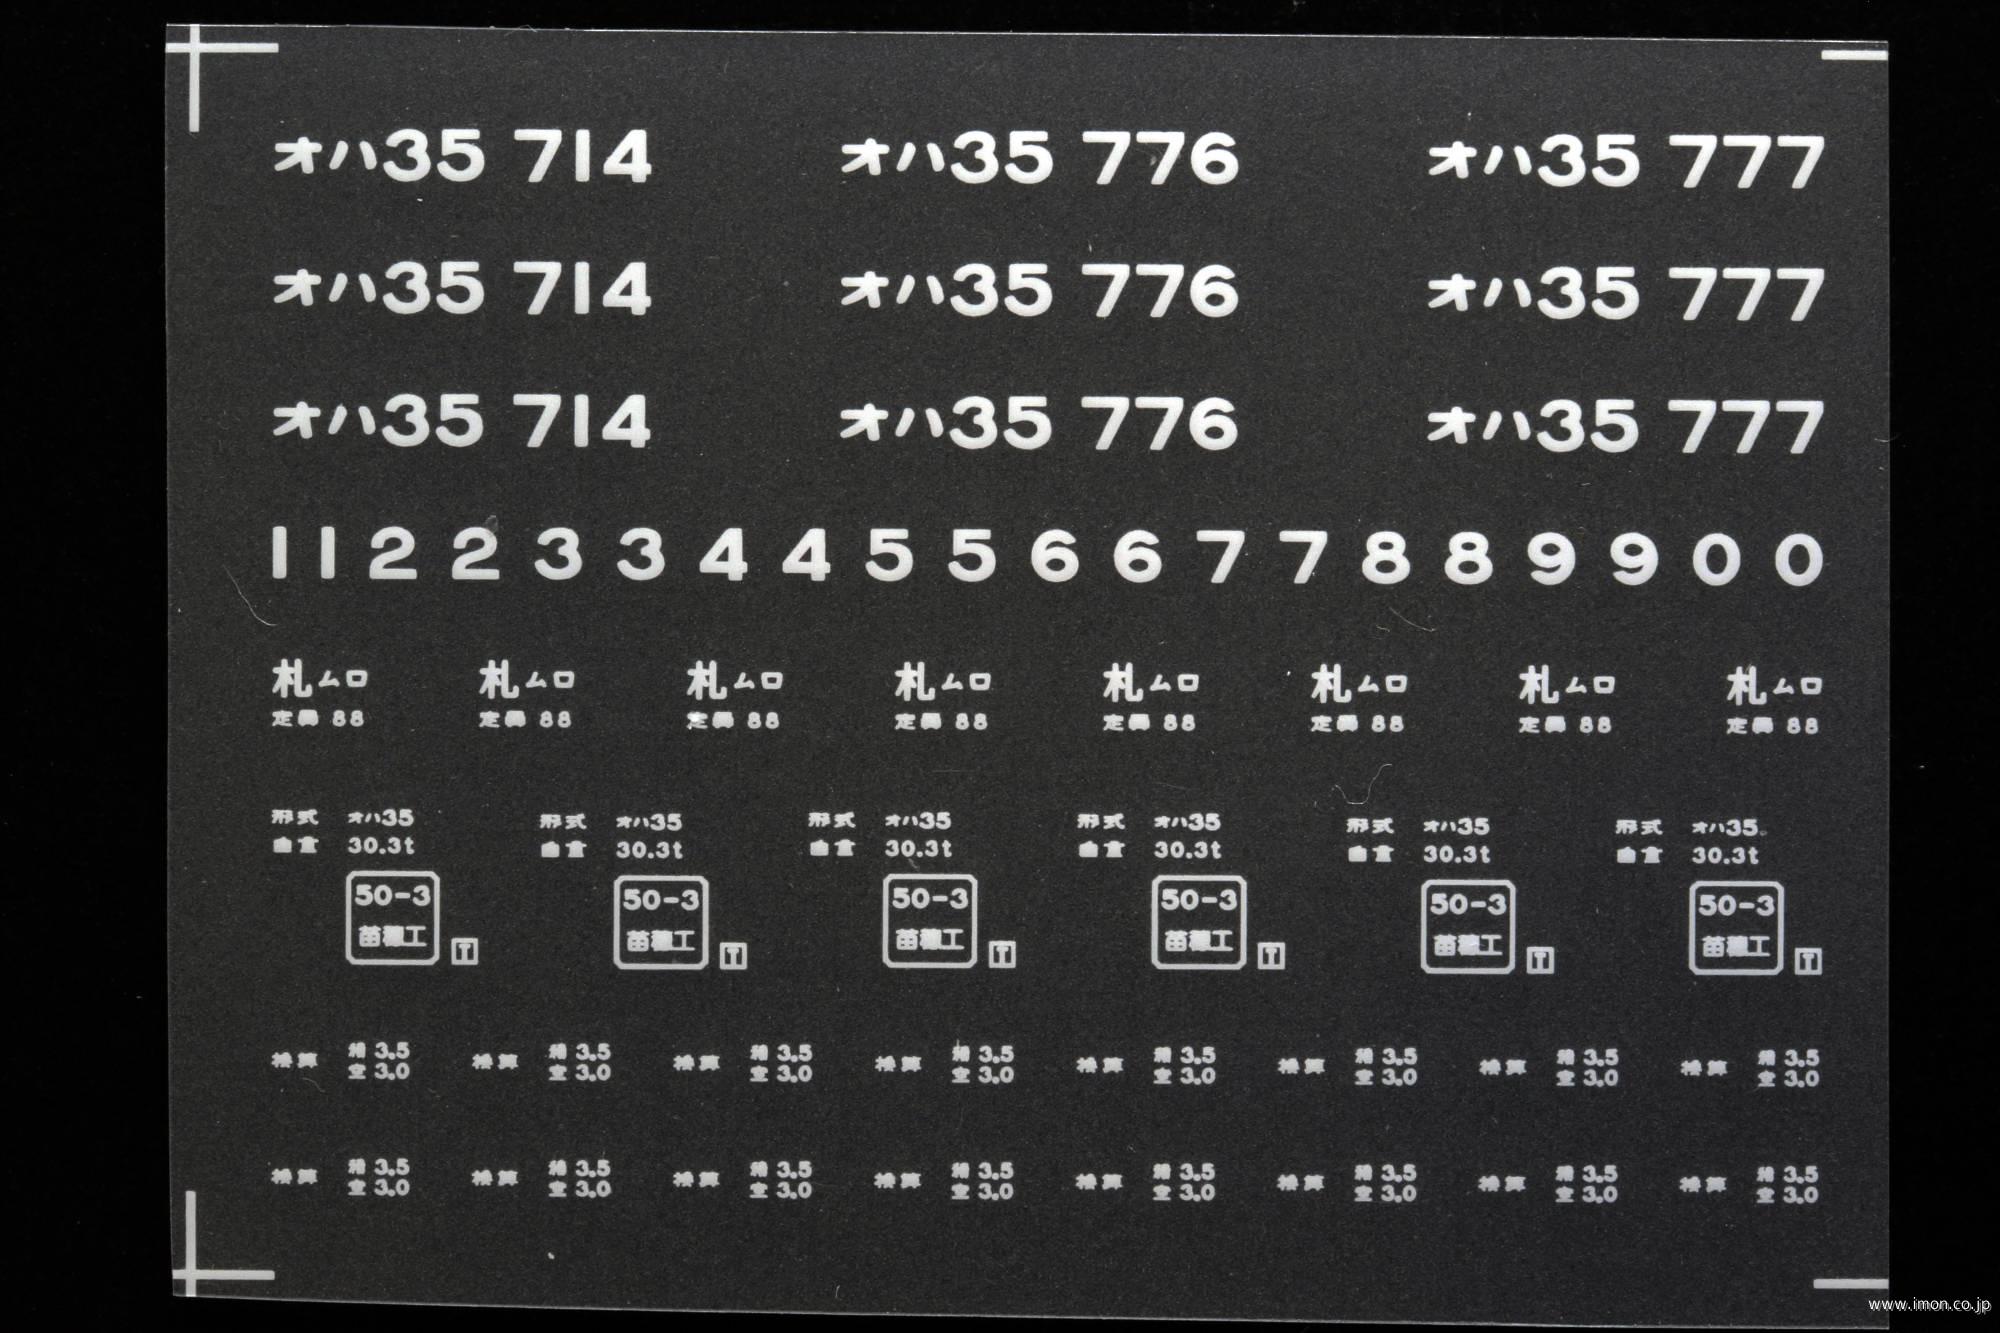 オハ35 714 オハ35 776 オハ35 777
オハ35 714 オハ35 776 オハ35 777
オハ35 714 オハ35 776 オハ35 777
1 1 2 2 3 3 4 4 5 5 6 6 7 7 8 8 9 9 0 0
札ムロ 札ムロ 札ムロ 札ムロ 札ムロ 札ムロ 札ムロ 札ムロ
定員 88 定員 88 定員 88 定員 88 定員 88 定員 88 定員 88 定員 88
形式 オハ35 形式 オハ35 形式 オハ35 形式 オハ35 形式 オハ35 形式 オハ35
自重 30.3t 自重 30.3t 自重 30.3t 自重 30.3t 自重 30.3t 自重 30.3t
50-3 50-3 50-3 50-3 50-3 50-3
苗穂工 T 苗穂工 T 苗穂工 T 苗穂工 T 苗穂工 T 苗穂工 T
換算 積 3.5 換算 積 3.5 換算 積 3.5 換算 積 3.5 換算 積 3.5 換算 積 3.5 換算 積 3.5 換算 積 3.5
空 3.0 空 3.0 空 3.0 空 3.0 空 3.0 空 3.0 空 3.0 空 3.0
換算 積 3.5 換算 積 3.5 換算 積 3.5 換算 積 3.5 換算 積 3.5 換算 積 3.5 換算 積 3.5 換算 積 3.5
空 3.0 空 3.0 空 3.0 空 3.0 空 3.0 空 3.0 空 3.0 空 3.0
www.imon.co.jp